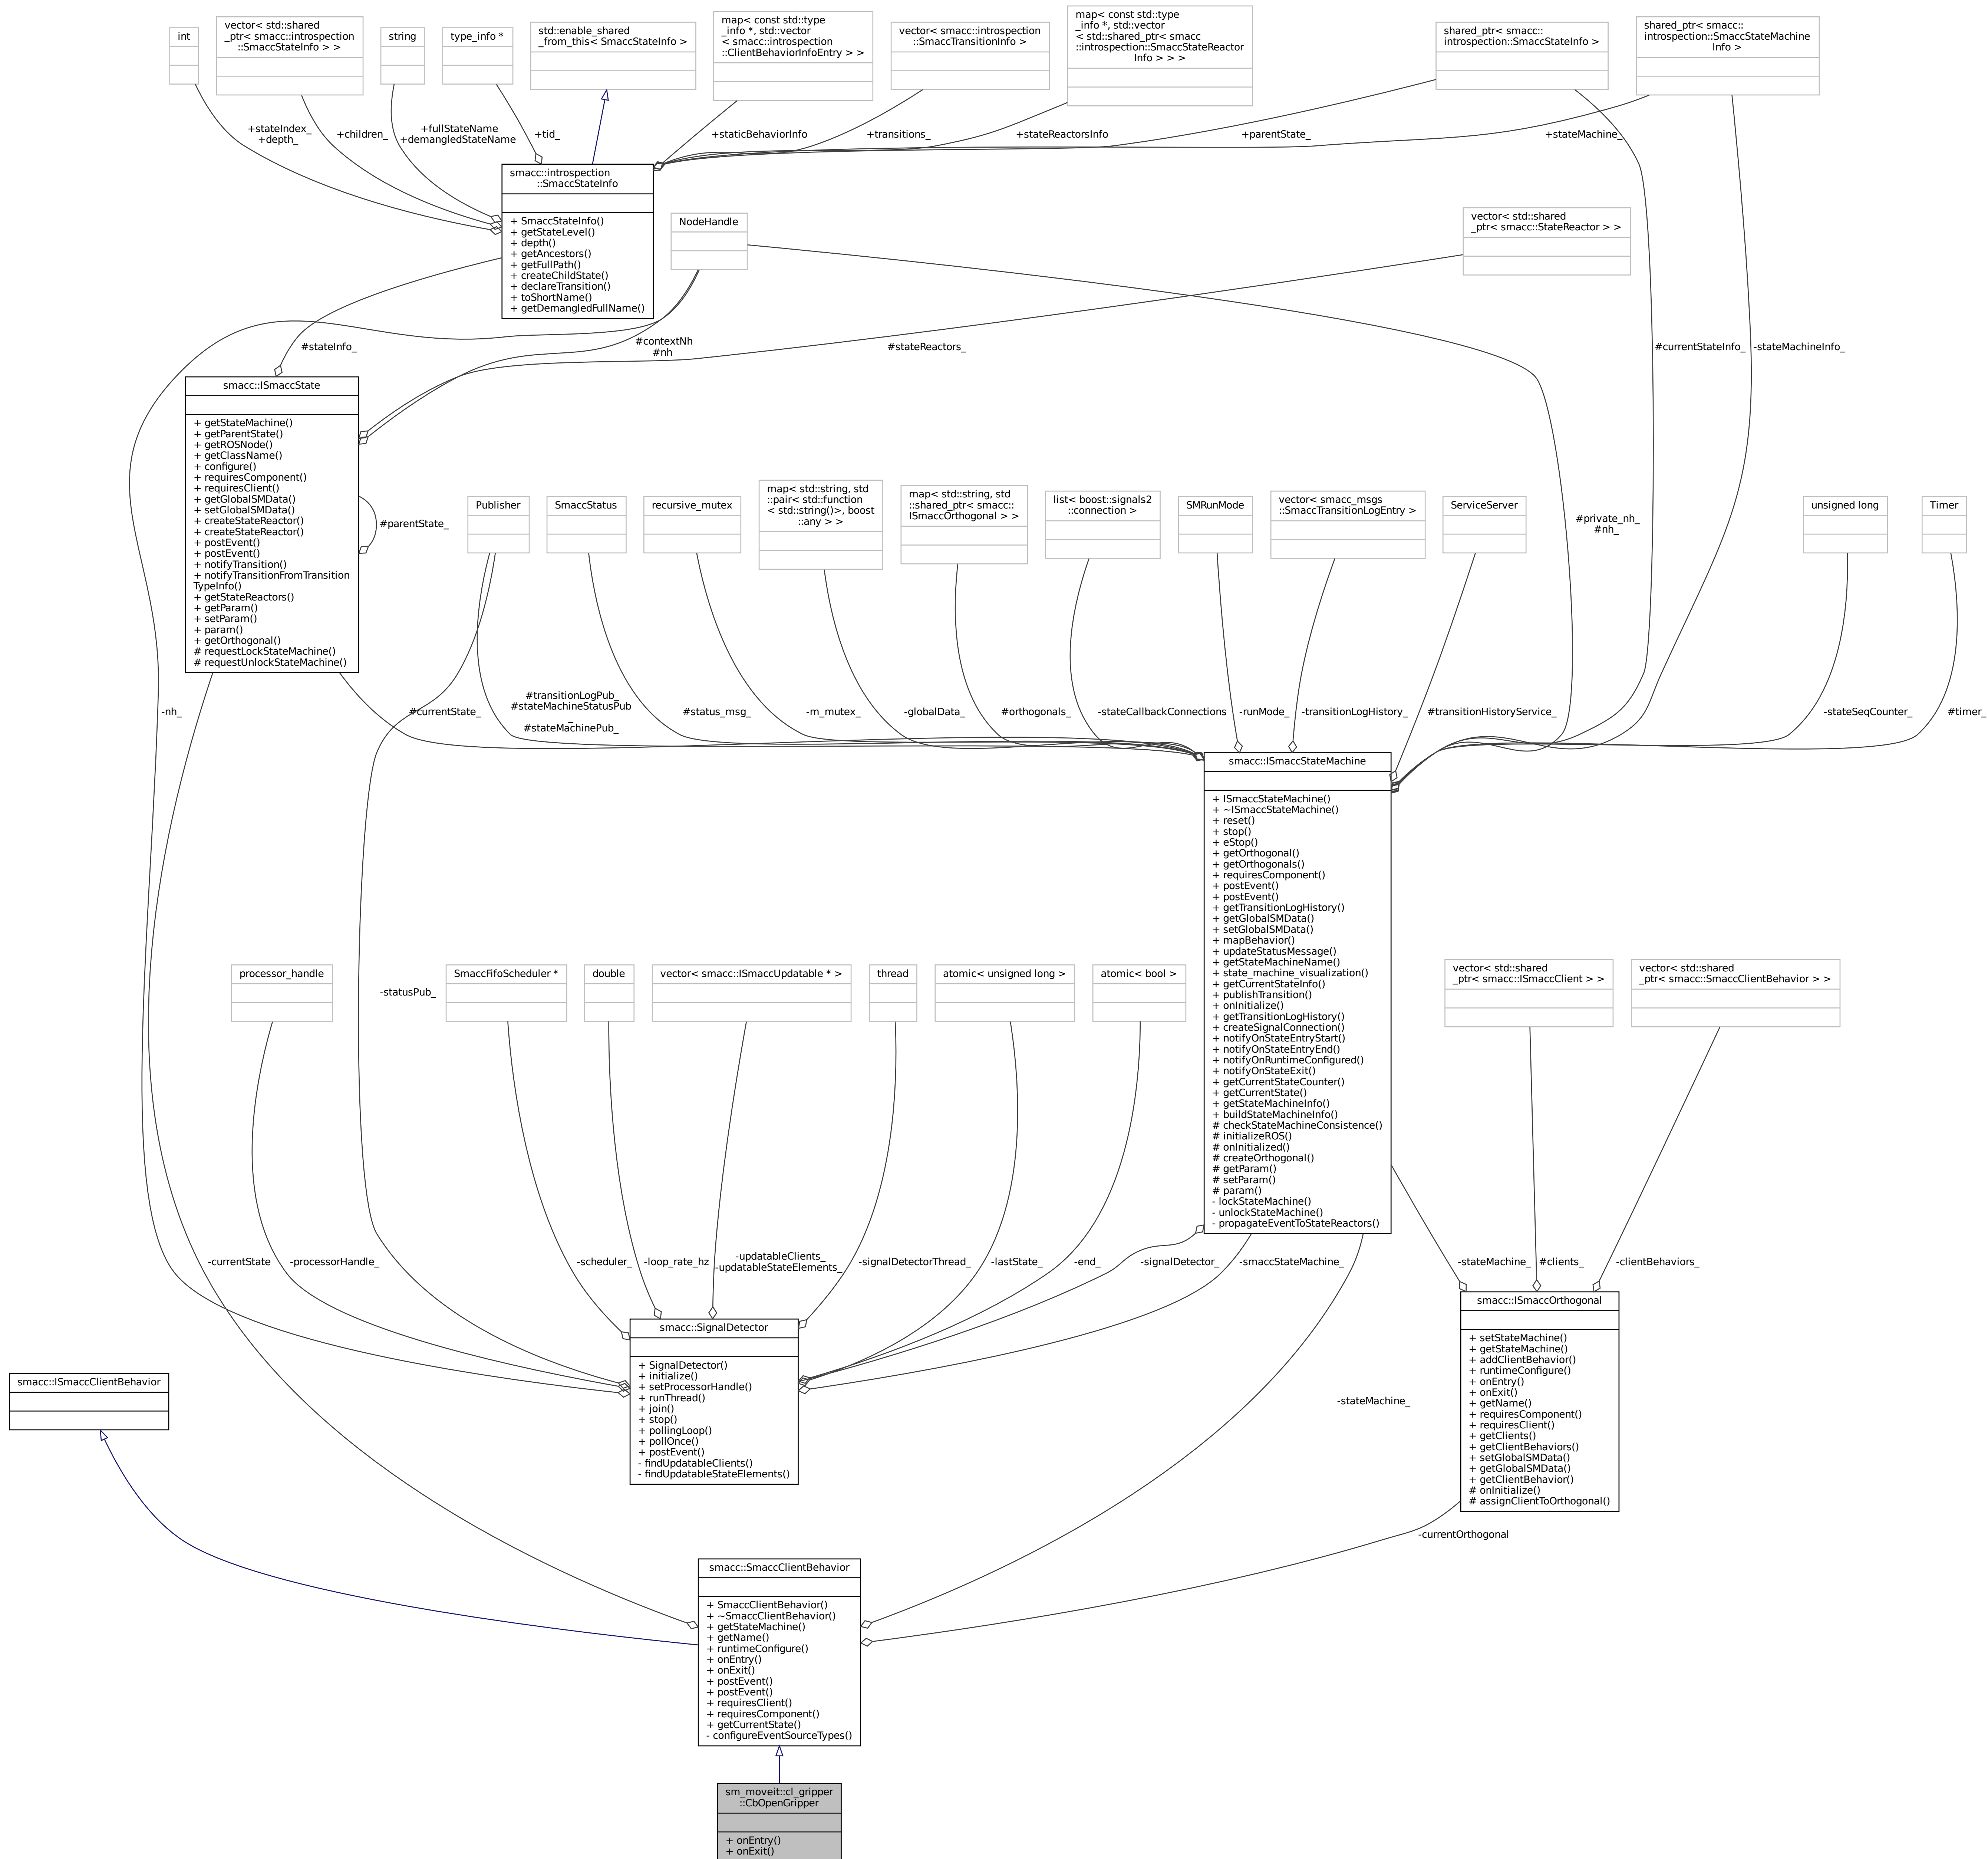 int
vector< std::shared
_ptr< smacc::introspection
::SmaccStateInfo > >
string
type_info *
std::enable_shared
_from_this< SmaccStateInfo >
map< const std::type
_info *, std::vector
< smacc::introspection
::ClientBehaviorInfoEntry > >
vector< smacc::introspection
::SmaccTransitionInfo >
map< const std::type
_info *, std::vector
< std::shared_ptr< smacc
::introspection::SmaccStateReactor
Info > > >
shared_ptr< smacc::
introspection::SmaccStateInfo >
shared_ptr< smacc::
introspection::SmaccStateMachine
Info >
+stateIndex_
+depth_
+children_
+fullStateName
+demangledStateName
+tid_
+staticBehaviorInfo
+transitions_
+stateReactorsInfo
+parentState_
+stateMachine_
smacc::introspection
::SmaccStateInfo
+ SmaccStateInfo()
+ getStateLevel()
+ depth()
+ getAncestors()
+ getFullPath()
+ createChildState()
+ declareTransition()
+ toShortName()
+ getDemangledFullName()
NodeHandle
vector< std::shared
_ptr< smacc::StateReactor > >
#stateInfo_
#contextNh
#nh
#stateReactors_
#currentStateInfo_
-stateMachineInfo_
smacc::ISmaccState
+ getStateMachine()
+ getParentState()
+ getROSNode()
+ getClassName()
+ configure()
+ requiresComponent()
+ requiresClient()
+ getGlobalSMData()
+ setGlobalSMData()
+ createStateReactor()
+ createStateReactor()
+ postEvent()
+ postEvent()
+ notifyTransition()
+ notifyTransitionFromTransition
TypeInfo()
+ getStateReactors()
+ getParam()
+ setParam()
+ param()
+ getOrthogonal()
# requestLockStateMachine()
# requestUnlockStateMachine()
#parentState_
Publisher
SmaccStatus
recursive_mutex
map< std::string, std
::pair< std::function
< std::string()>, boost
::any > >
map< std::string, std
::shared_ptr< smacc::
ISmaccOrthogonal > >
list< boost::signals2
::connection >
SMRunMode
vector< smacc_msgs
::SmaccTransitionLogEntry >
ServiceServer
#private_nh_
#nh_
unsigned long
Timer
-nh_
#currentState_
#transitionLogPub_
#stateMachineStatusPub
_
#stateMachinePub_
#status_msg_
-m_mutex_
-globalData_
#orthogonals_
-stateCallbackConnections
-runMode_
-transitionLogHistory_
#transitionHistoryService_
-stateSeqCounter_
#timer_
smacc::ISmaccStateMachine
+ ISmaccStateMachine()
+ ~ISmaccStateMachine()
+ reset()
+ stop()
+ eStop()
+ getOrthogonal()
+ getOrthogonals()
+ requiresComponent()
+ postEvent()
+ postEvent()
+ getTransitionLogHistory()
+ getGlobalSMData()
+ setGlobalSMData()
+ mapBehavior()
+ updateStatusMessage()
+ getStateMachineName()
+ state_machine_visualization()
+ getCurrentStateInfo()
+ publishTransition()
+ onInitialize()
+ getTransitionLogHistory()
+ createSignalConnection()
+ notifyOnStateEntryStart()
+ notifyOnStateEntryEnd()
+ notifyOnRuntimeConfigured()
+ notifyOnStateExit()
+ getCurrentStateCounter()
+ getCurrentState()
+ getStateMachineInfo()
+ buildStateMachineInfo()
# checkStateMachineConsistence()
# initializeROS()
# onInitialized()
# createOrthogonal()
# getParam()
# setParam()
# param()
- lockStateMachine()
- unlockStateMachine()
- propagateEventToStateReactors()
processor_handle
-statusPub_
SmaccFifoScheduler *
double
vector< smacc::ISmaccUpdatable * >
thread
atomic< unsigned long >
atomic< bool >
vector< std::shared
_ptr< smacc::ISmaccClient > >
vector< std::shared
_ptr< smacc::SmaccClientBehavior > >
-currentState
-processorHandle_
-scheduler_
-loop_rate_hz
-updatableClients_
-updatableStateElements_
-signalDetectorThread_
-lastState_
-end_
-signalDetector_
-smaccStateMachine_
-stateMachine_
#clients_
-clientBehaviors_
smacc::SignalDetector
+ SignalDetector()
+ initialize()
+ setProcessorHandle()
+ runThread()
+ join()
+ stop()
+ pollingLoop()
+ pollOnce()
+ postEvent()
- findUpdatableClients()
- findUpdatableStateElements()
smacc::ISmaccOrthogonal
+ setStateMachine()
+ getStateMachine()
+ addClientBehavior()
+ runtimeConfigure()
+ onEntry()
+ onExit()
+ getName()
+ requiresComponent()
+ requiresClient()
+ getClients()
+ getClientBehaviors()
+ setGlobalSMData()
+ getGlobalSMData()
+ getClientBehavior()
# onInitialize()
# assignClientToOrthogonal()
smacc::ISmaccClientBehavior
-stateMachine_
-currentOrthogonal
smacc::SmaccClientBehavior
+ SmaccClientBehavior()
+ ~SmaccClientBehavior()
+ getStateMachine()
+ getName()
+ runtimeConfigure()
+ onEntry()
+ onExit()
+ postEvent()
+ postEvent()
+ requiresClient()
+ requiresComponent()
+ getCurrentState()
- configureEventSourceTypes()
sm_moveit::cl_gripper
::CbOpenGripper
+ onEntry()
+ onExit()